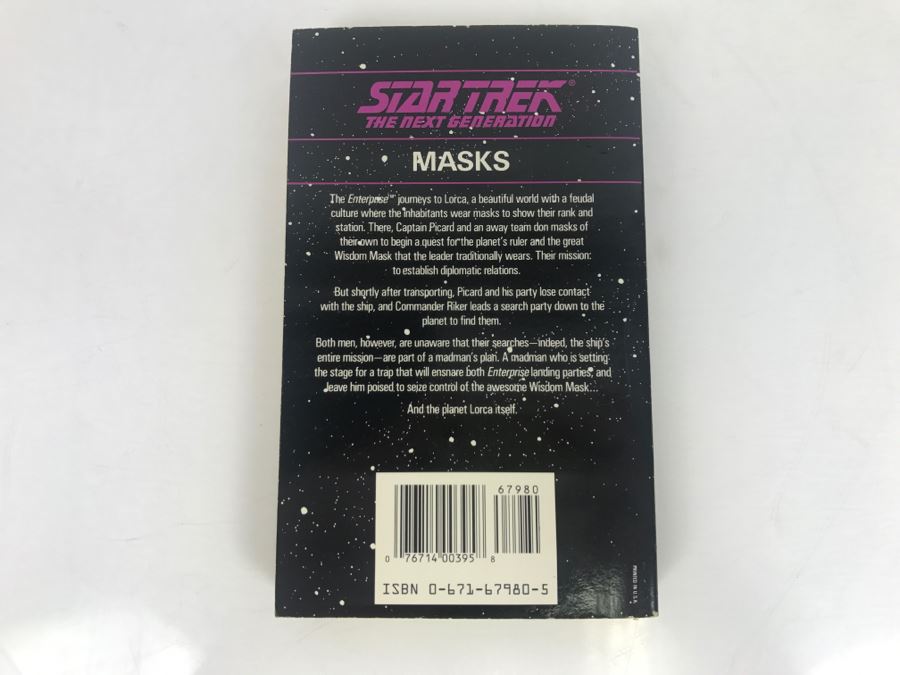 STAR TREK®
THE NEXT GENERATION
MASKS
The Enterprise™ journeys to Lorca, a beautiful world with a feudal
culture where the inhabitants wear masks to show their rank and
station. There, Captain Picard and an away team don masks of
their own to begin a quest for the planet's ruler and the great
Wisdom Mask that the leader traditionally wears. Their mission:
to establish diplomatic relations.
But shortly after transporting, Picard and his party lose contact
with the ship, and Commander Riker leads a search party down to the
planet to find them.
Both men, however, are unaware that their searches—indeed, the ship's
entire mission—are part of a madman's plan. A madman who is setting
the stage for a trap that will ensnare both Enterprise landing parties, and
leave him poised to seize control of the awesome Wisdom Mask...
And the planet Lorca itself.
67980
0 76714 00395 8
ISBN 0-671-67980-5
PRINTED IN U.S.A.